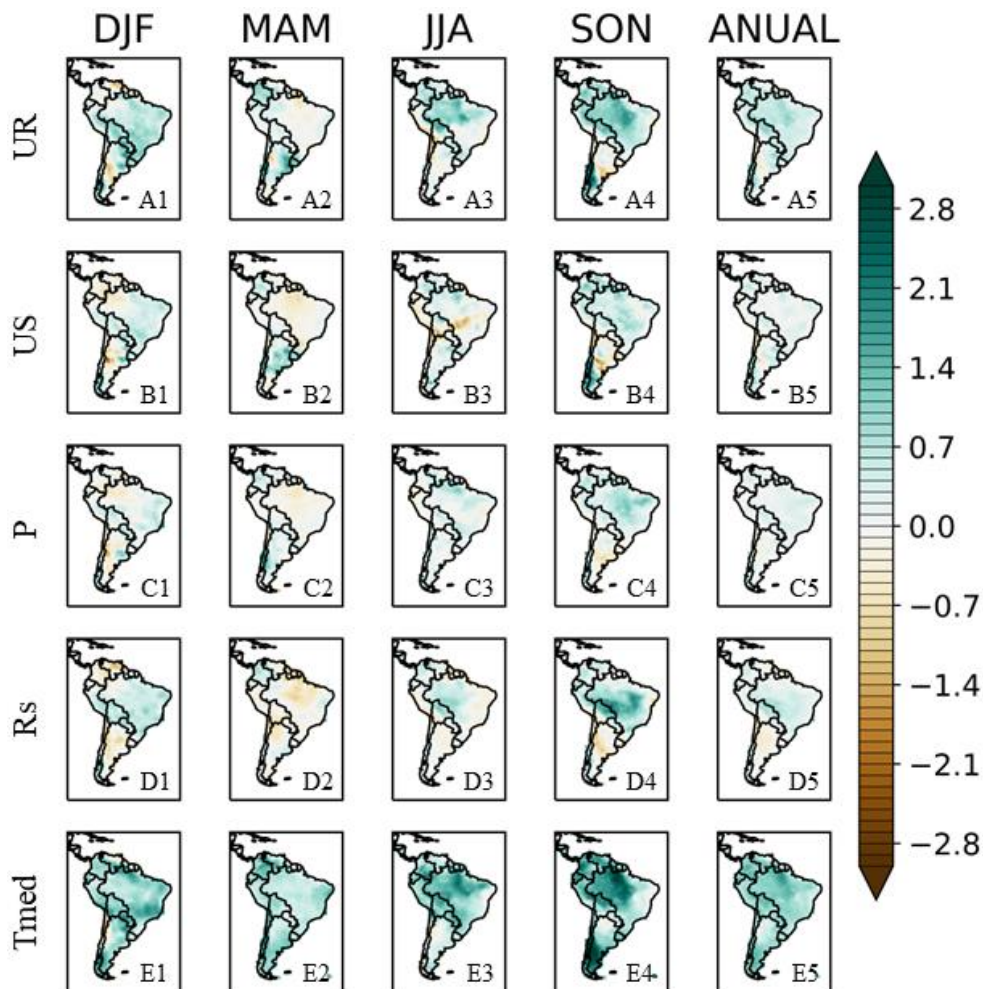 DJF MAM JJA SON ANUAL
UR
A1 A2 A3 A4 A5
US
B1 B2 B3 B4 B5
P
C1 C2 C3 C4 C5
Rs
D1 D2 D3 D4 D5
Tmed
E1 E2 E3 E4 E5
2.8
2.1
1.4
0.7
0.0
−0.7
−1.4
−2.1
−2.8